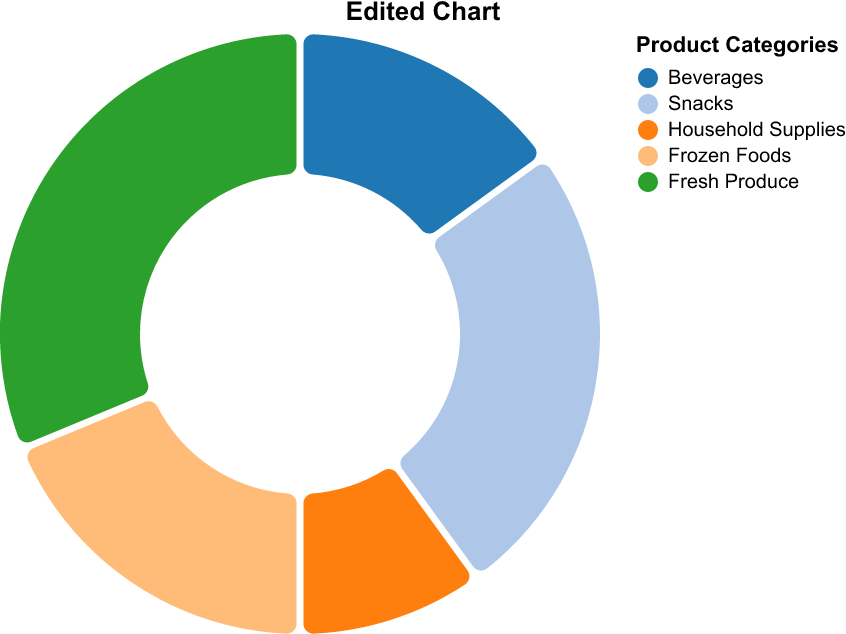 Edited Chart
Product Categories
Beverages
Snacks
Household Supplies
Frozen Foods
Fresh Produce